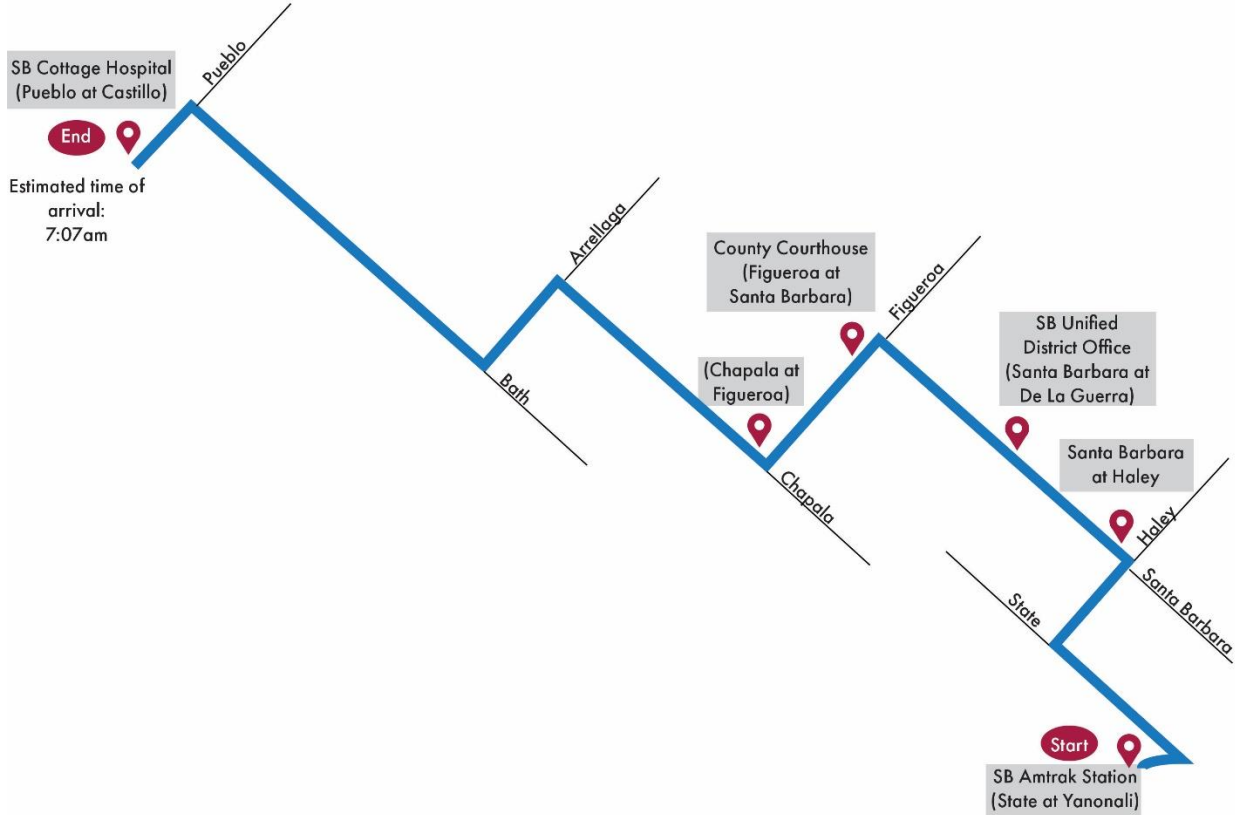 SB Cottage Hospital
(Pueblo at Castillo)
End
Estimated time of
arrival:
7:07am
Pueblo
Arrellaga
Bath
County Courthouse
(Figueroa at
Santa Barbara)
Figueroa
(Chapala at
Figueroa)
Chapala
SB Unified
District Office
(Santa Barbara at
De La Guerra)
Santa Barbara
at Haley
Haley
Santa Barbara
State
Start
SB Amtrak Station
(State at Yanonali)